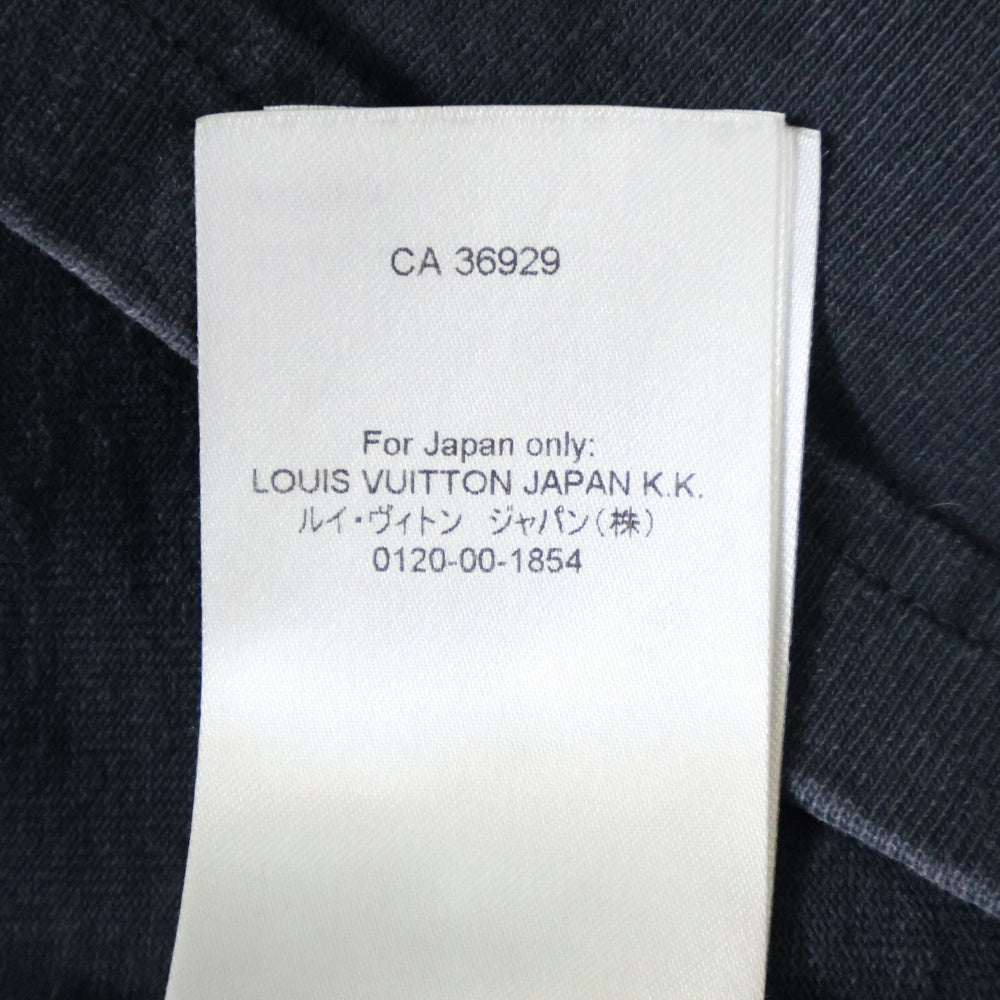 CA 36929
For Japan only:
LOUIS VUITTON JAPAN K.K.
ルイ・ヴィトン　ジャパン(株)
0120-00-1854